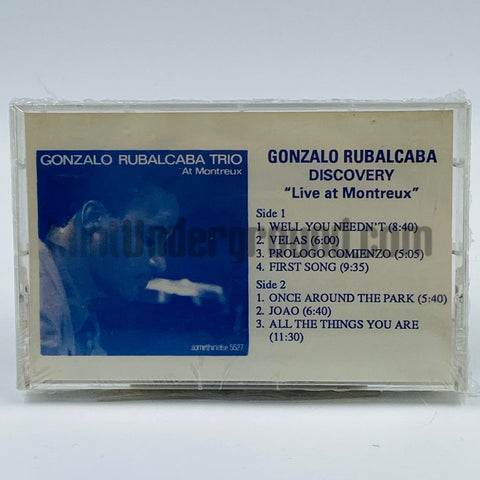 GONZALO RUBALCABA TRIO
At Montreux
somethin'else 5527
GONZALO RUBALCABA
DISCOVERY
"Live at Montreux"
Side 1
1. WELL YOU NEEDN'T (8:40)
2. VELAS (6:00)
3. PROLOGO COMIENZO (5:05)
4. FIRST SONG (9:35)
Side 2
1. ONCE AROUND THE PARK (5:40)
2. JOAO (6:40)
3. ALL THE THINGS YOU ARE
(11:30)
MintUnderground.com